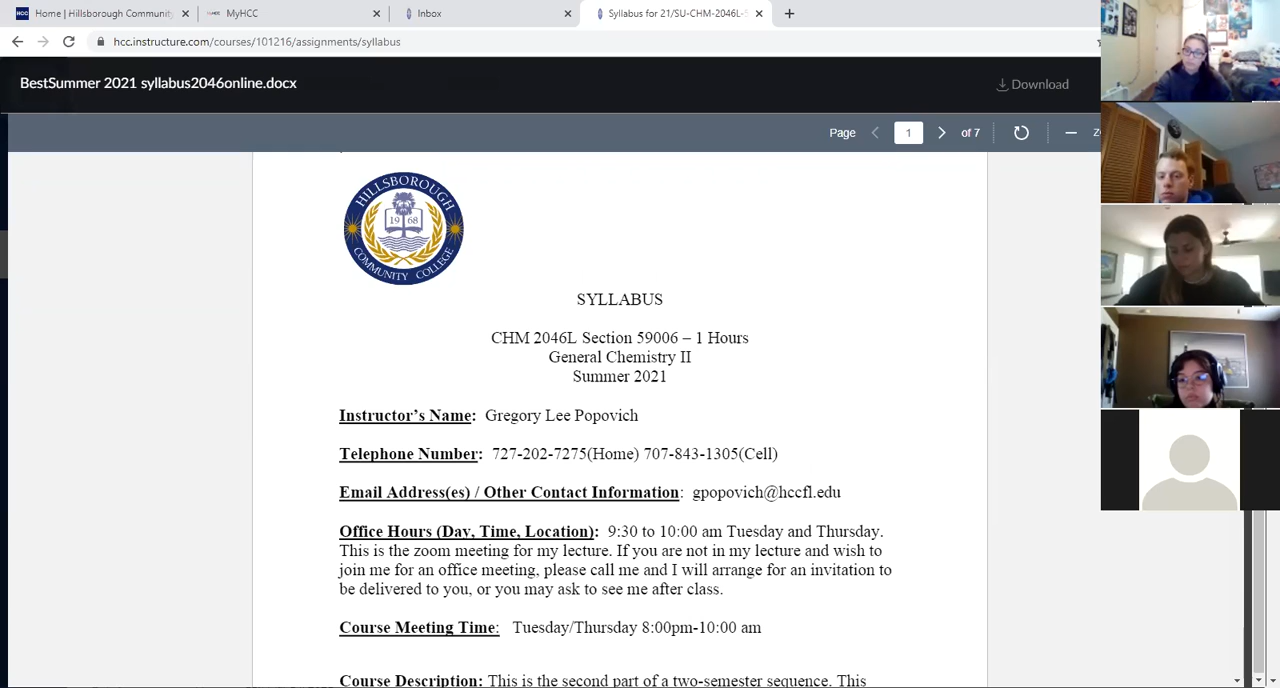 Home | Hillsborough Communit
MyHCC
Inbox
Syllabus for 21/SU-CHM-2046L-5
hcc.instructure.com/courses/101216/assignments/syllabus
BestSummer 2021 syllabus2046online.docx
Download
Page 1 of 7
HILLSBOROUGH
19 68
COMMUNITY COLLEGE
SYLLABUS
CHM 2046L Section 59006 – 1 Hours
General Chemistry II
Summer 2021
Instructor's Name: Gregory Lee Popovich
Telephone Number: 727-202-7275(Home) 707-843-1305(Cell)
Email Address(es) / Other Contact Information: gpopovich@hccfl.edu
Office Hours (Day, Time, Location): 9:30 to 10:00 am Tuesday and Thursday.
This is the zoom meeting for my lecture. If you are not in my lecture and wish to
join me for an office meeting, please call me and I will arrange for an invitation to
be delivered to you, or you may ask to see me after class.
Course Meeting Time: Tuesday/Thursday 8:00pm-10:00 am
Course Description: This is the second part of a two-semester sequence. This